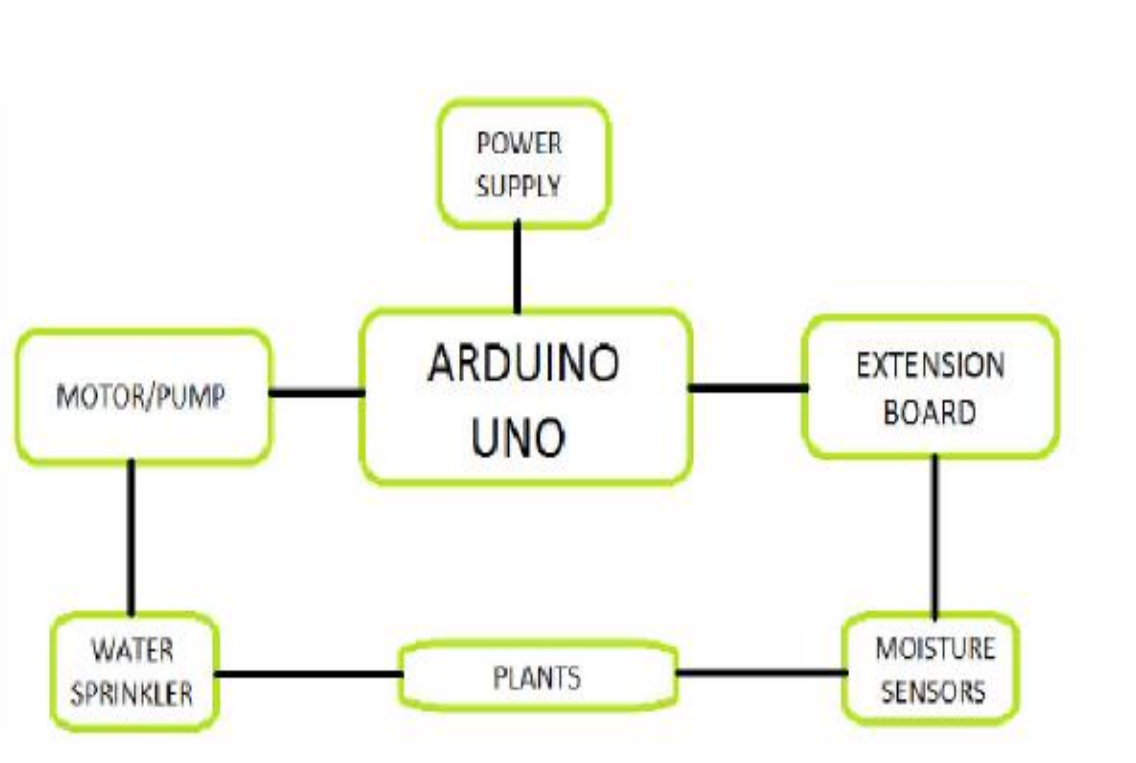 POWER
SUPPLY
MOTOR/PUMP
ARDUINO
UNO
EXTENSION
BOARD
WATER
SPRINKLER
PLANTS
MOISTURE
SENSORS